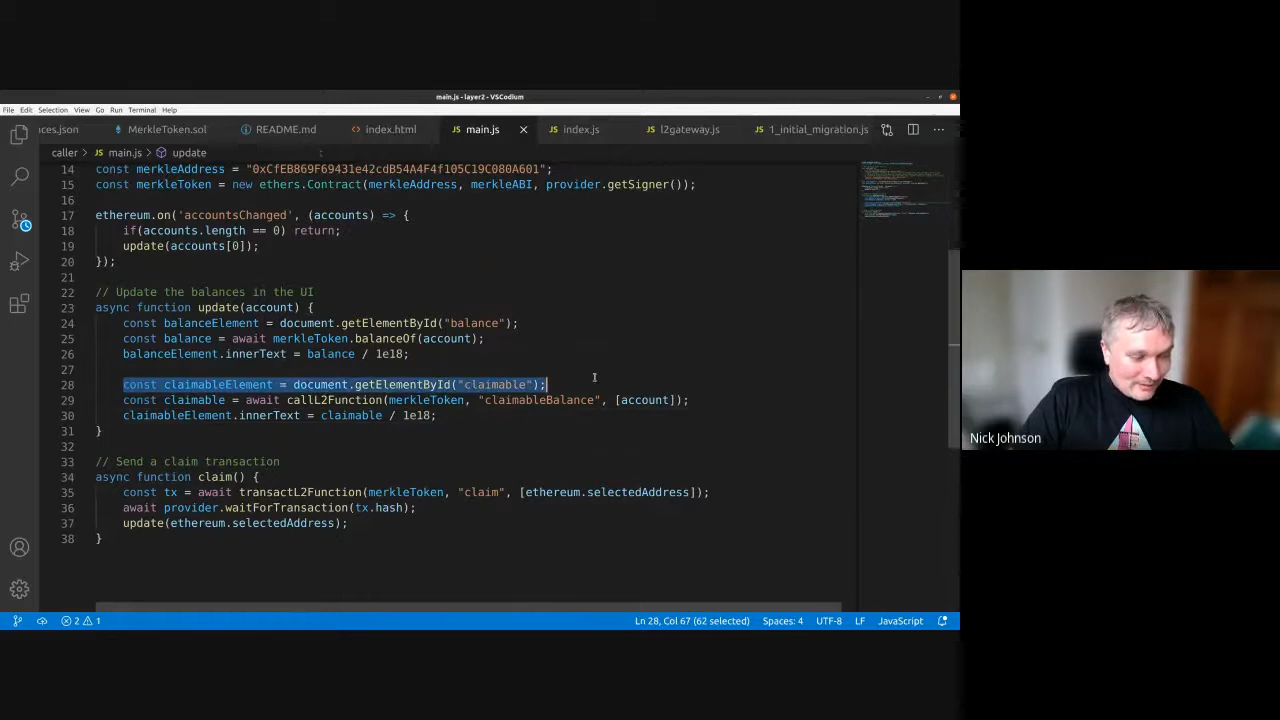 main.js - layer2 - VSCodium
File Edit Selection View Go Run Terminal Help
ces.json MerkleToken.sol README.md index.html JS main.js JS index.js JS l2gateway.js JS 1_initial_migration.js
caller > JS main.js > update
14 const merkleAddress = "0xCfEB869F69431e42cdB54A4F4f105C19C080A601";
15 const merkleToken = new ethers.Contract(merkleAddress, merkleABI, provider.getSigner());
16
17 ethereum.on('accountsChanged', (accounts) => {
18 if(accounts.length == 0) return;
19 update(accounts[0]);
20 });
21
22 // Update the balances in the UI
23 async function update(account) {
24 const balanceElement = document.getElementById("balance");
25 const balance = await merkleToken.balanceOf(account);
26 balanceElement.innerText = balance / 1e18;
27
28 const claimableElement = document.getElementById("claimable");
29 const claimable = await callL2Function(merkleToken, "claimableBalance", [account]);
30 claimableElement.innerText = claimable / 1e18;
31 }
32
33 // Send a claim transaction
34 async function claim() {
35 const tx = await transactL2Function(merkleToken, "claim", [ethereum.selectedAddress]);
36 await provider.waitForTransaction(tx.hash);
37 update(ethereum.selectedAddress);
38 }
Nick Johnson
2 1 Ln 28, Col 67 (62 selected) Spaces: 4 UTF-8 LF JavaScript